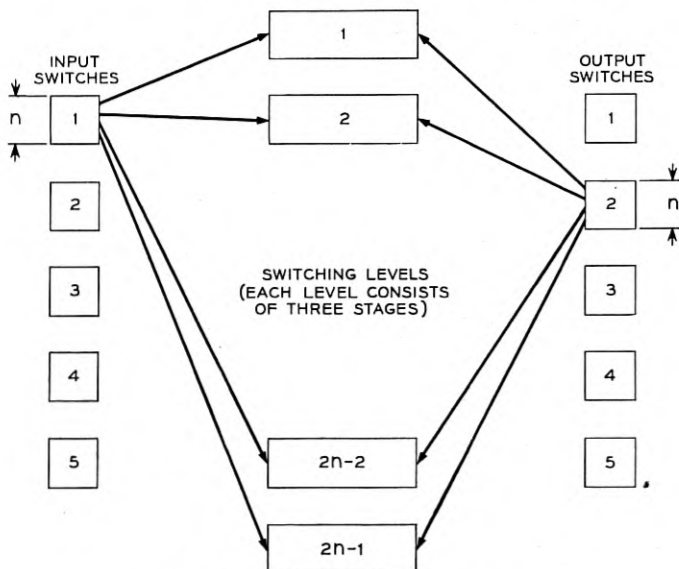 INPUT
SWITCHES
OUTPUT
SWITCHES
1
2
n
1
1
2
2
n
3
3
4
4
5
5
SWITCHING LEVELS
(EACH LEVEL CONSISTS
OF THREE STAGES)
2n-2
2n-1